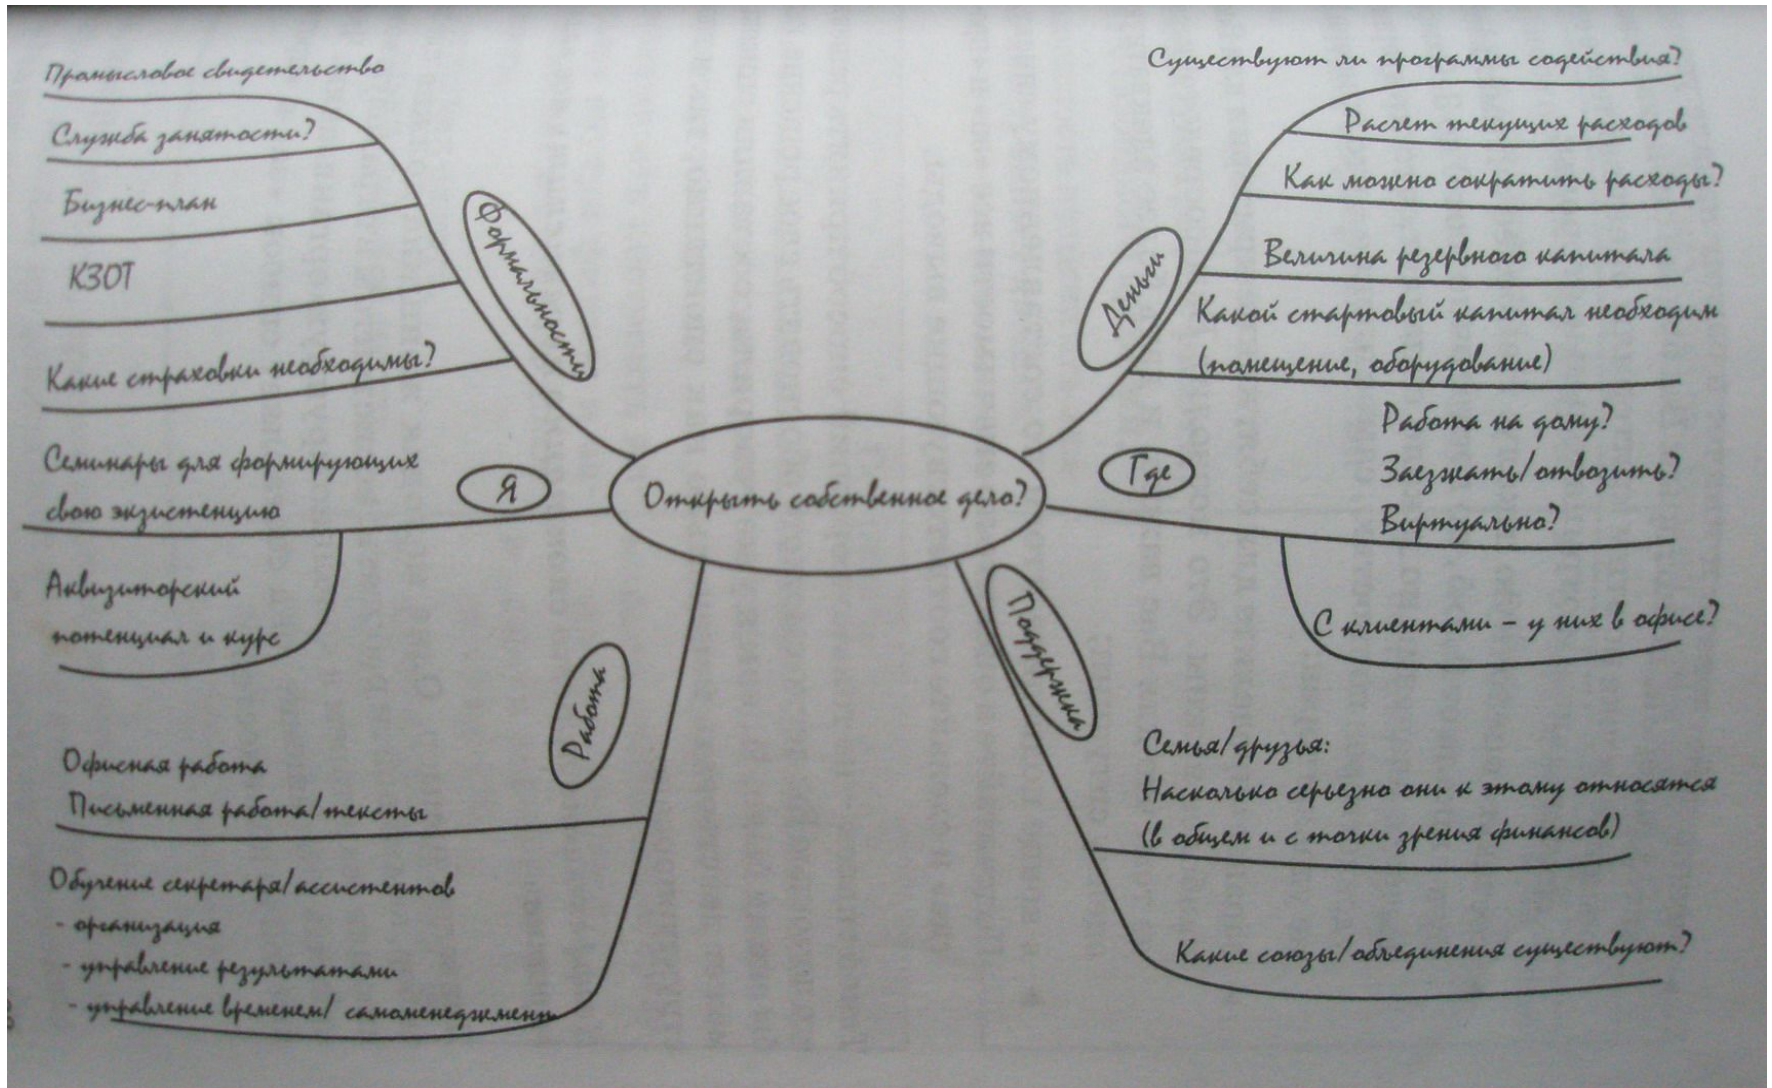 Промысловое свидетельство
Служба занятости?
Бизнес-план
КЗОТ
Какие страховки необходимы?
Формальности
Семинары для формирующих
свою экзистенцию
Я
Аквизиторский
потенциал и курс
Работа
Офисная работа
Письменная работа/тексты
Обучение секретаря/ассистентов
- организация
- управление результатами
- управление временем/ самоменеджмент
Открыть собственное дело?
Существуют ли программы содействия?
Расчет текущих расходов
Как можно сократить расходы?
Величина резервного капитала
Деньги
Какой стартовый капитал необходим
(помещение, оборудование)
Где
Работа на дому?
Заезжать/отвозить?
Виртуально?
С клиентами – у них в офисе?
Поддержка
Семья/друзья:
Насколько серьезно они к этому относятся
(в общем и с точки зрения финансов)
Какие союзы/объединения существуют?